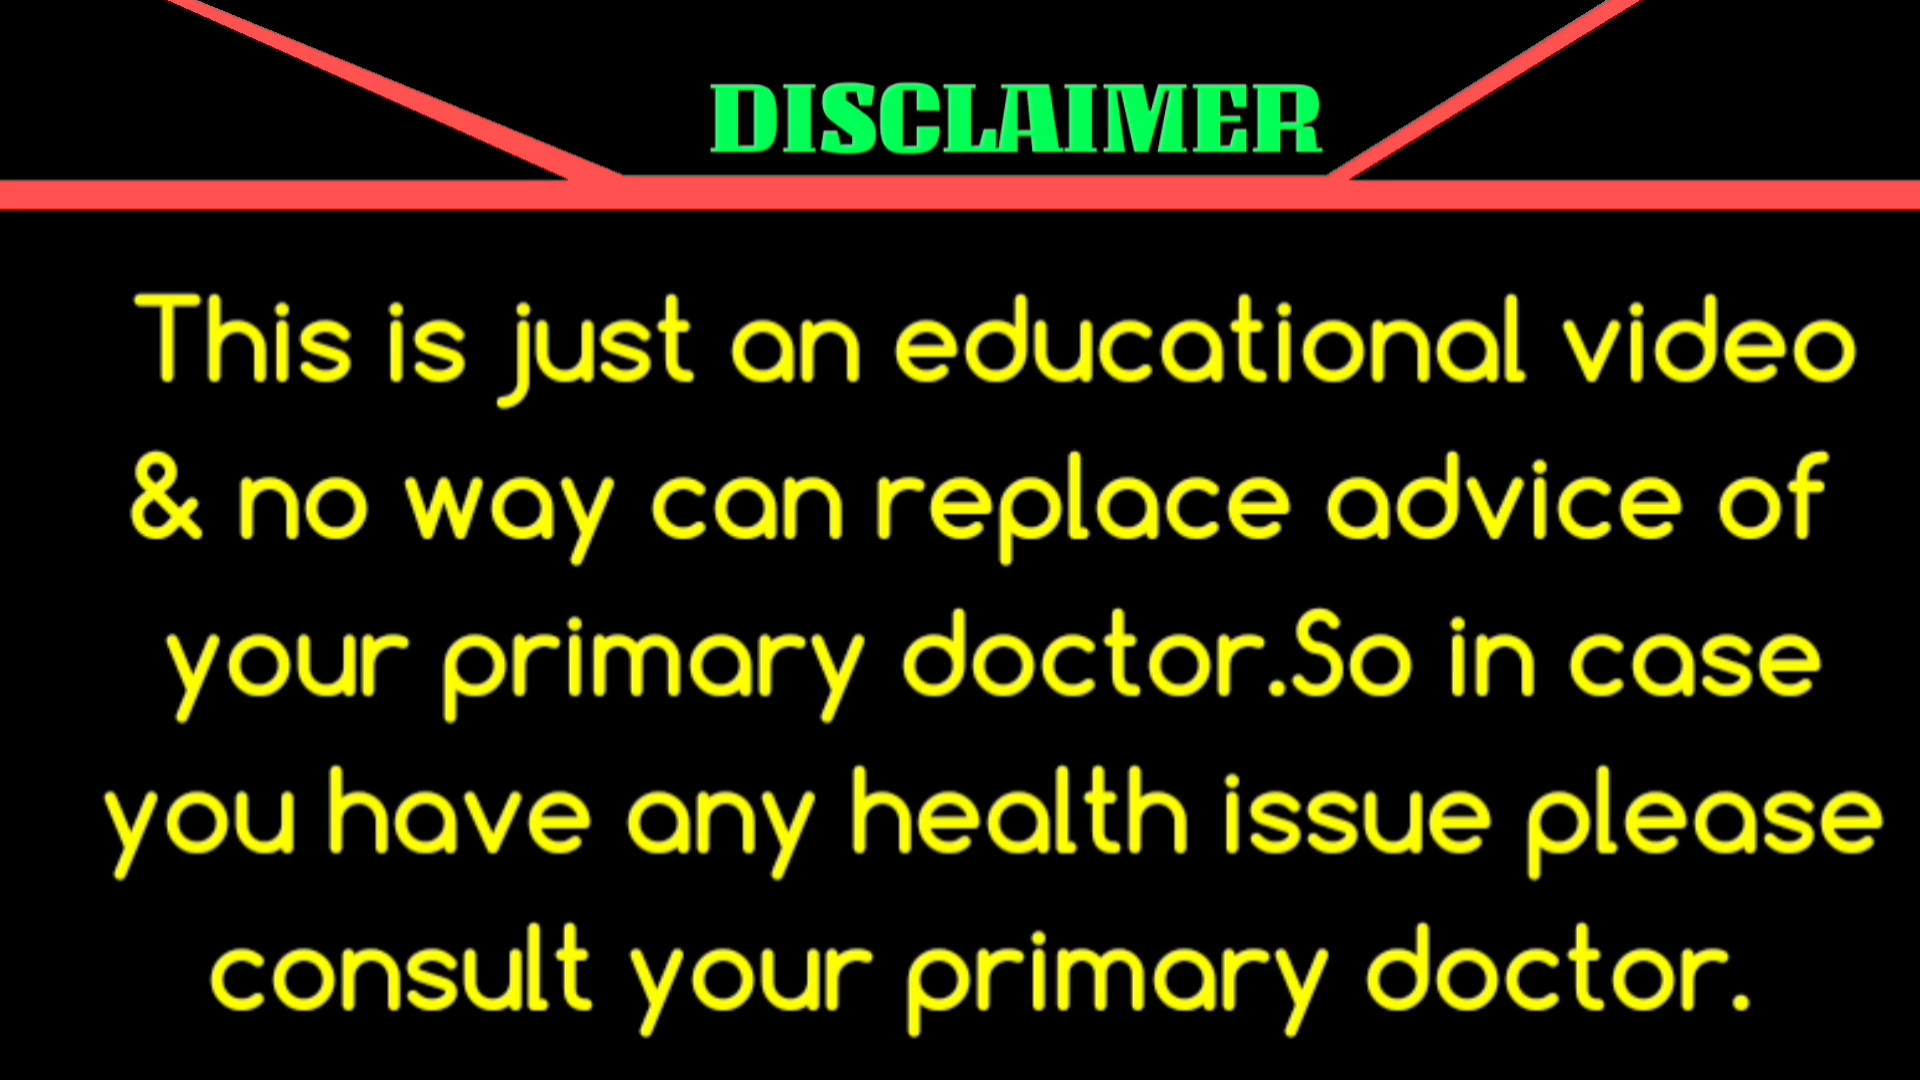 DISCLAIMER
This is just an educational video
& no way can replace advice of
your primary doctor.So in case
you have any health issue please
consult your primary doctor.